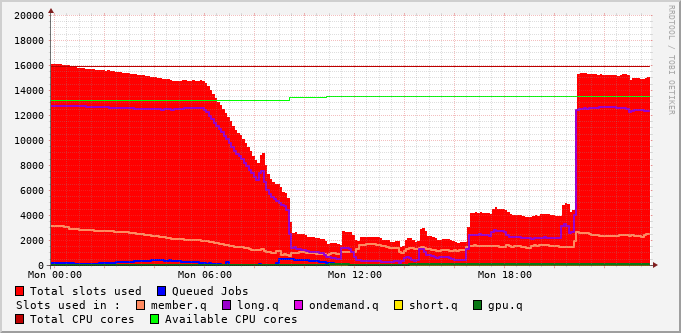 20000
18000
16000
14000
12000
10000
8000
6000
4000
2000
0
Mon 00:00 Mon 06:00 Mon 12:00 Mon 18:00
RRDTOOL / TOBI OETIKER
Total slots used Queued Jobs
Slots used in : member.q long.q ondemand.q short.q gpu.q
Total CPU cores Available CPU cores